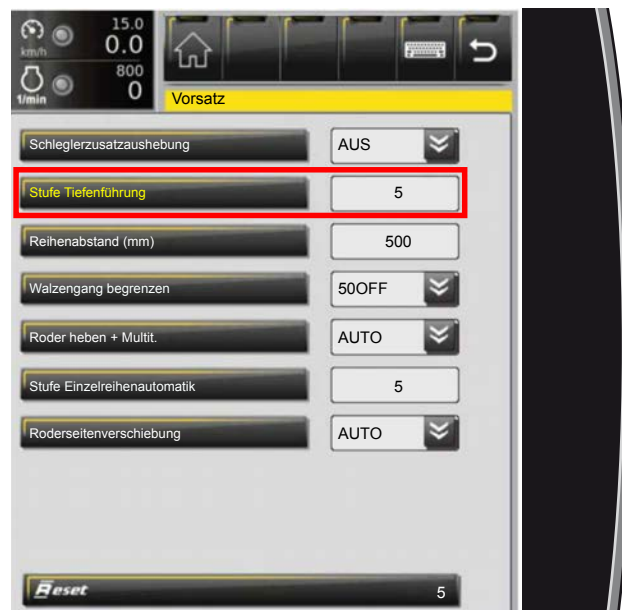 15.0
km/h 0.0
800
1/min 0
Vorsatz
Schleglerzusatzaushebung AUS
Stufe Tiefenführung 5
Reihenabstand (mm) 500
Walzengang begrenzen 50OFF
Roder heben + Multit. AUTO
Stufe Einzelreihenautomatik 5
Roderseitenverschiebung AUTO
Reset 5